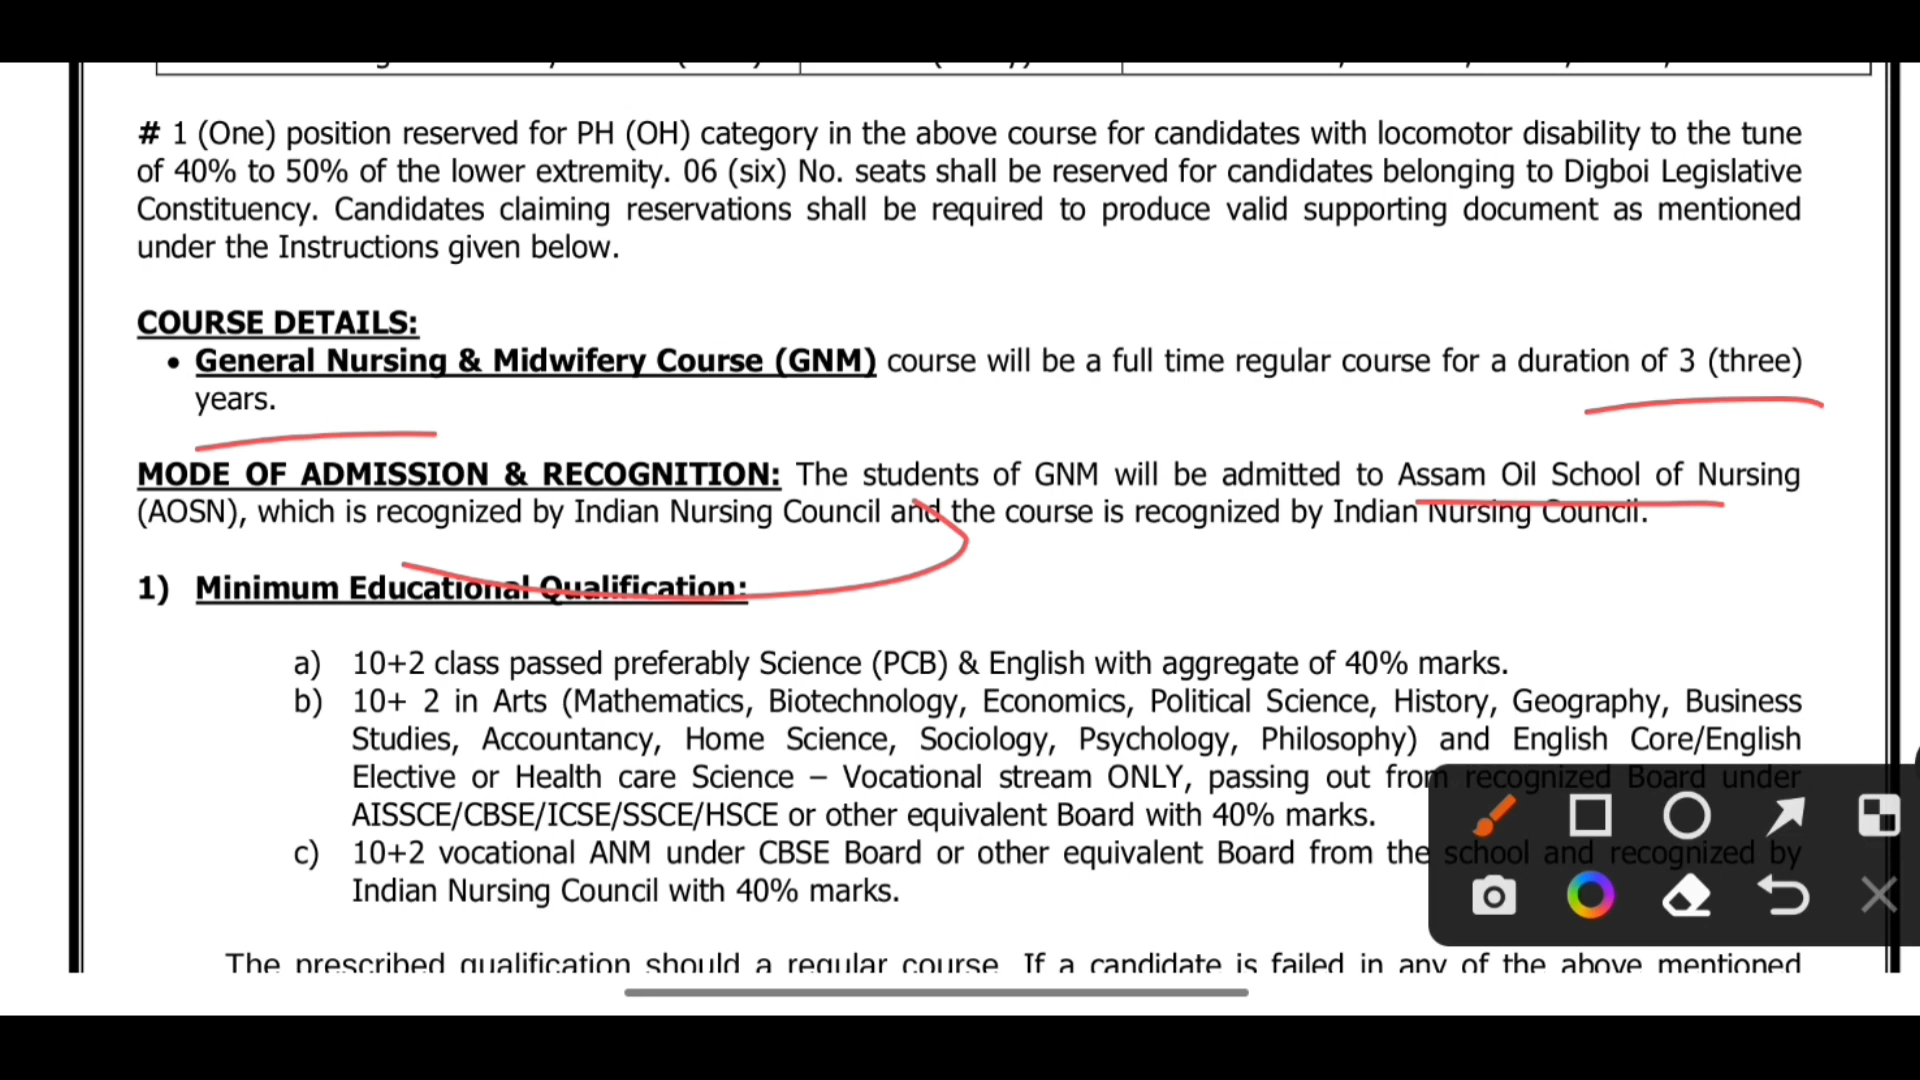 # 1 (One) position reserved for PH (OH) category in the above course for candidates with locomotor disability to the tune
of 40% to 50% of the lower extremity. 06 (six) No. seats shall be reserved for candidates belonging to Digboi Legislative
Constituency. Candidates claiming reservations shall be required to produce valid supporting document as mentioned
under the Instructions given below.
COURSE DETAILS:
• General Nursing & Midwifery Course (GNM) course will be a full time regular course for a duration of 3 (three)
years.
MODE OF ADMISSION & RECOGNITION: The students of GNM will be admitted to Assam Oil School of Nursing
(AOSN), which is recognized by Indian Nursing Council and the course is recognized by Indian Nursing Council.
1) Minimum Educational Qualification:
a) 10+2 class passed preferably Science (PCB) & English with aggregate of 40% marks.
b) 10+ 2 in Arts (Mathematics, Biotechnology, Economics, Political Science, History, Geography, Business
Studies, Accountancy, Home Science, Sociology, Psychology, Philosophy) and English Core/English
Elective or Health care Science – Vocational stream ONLY, passing out from recognized Board under
AISSCE/CBSE/ICSE/SSCE/HSCE or other equivalent Board with 40% marks.
c) 10+2 vocational ANM under CBSE Board or other equivalent Board from the school and recognized by
Indian Nursing Council with 40% marks.
The prescribed qualification should a regular course. If a candidate is failed in any of the above mentioned